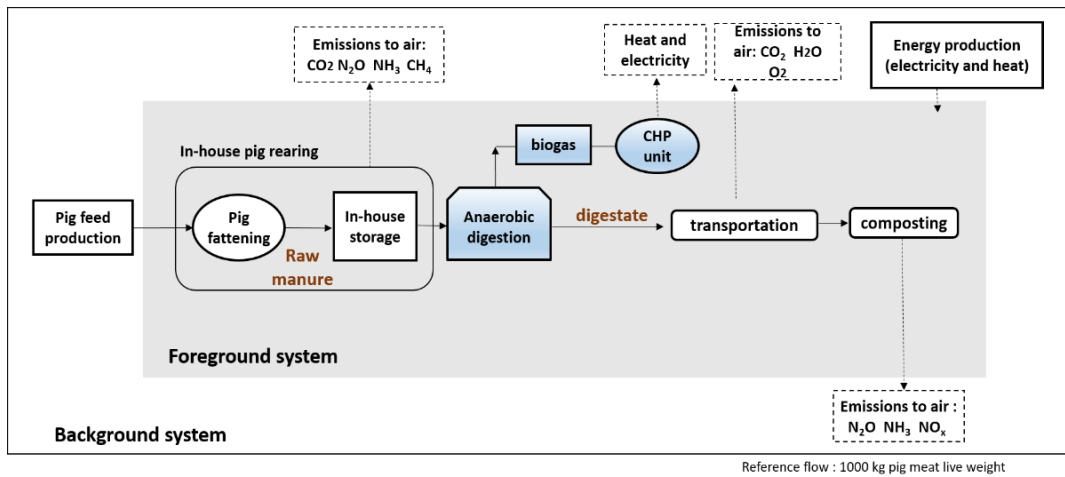 Emissions to air:
CO2 N₂O NH₃ CH₄
Heat and
electricity
Emissions to
air: CO₂ H2O
O2
Energy production
(electricity and heat)
In-house pig rearing
biogas
CHP
unit
Pig feed
production
Pig
fattening
In-house
storage
Raw
manure
Anaerobic
digestion
digestate
transportation
composting
Foreground system
Emissions to air :
N₂O NH₃ NOₓ
Background system
Reference flow : 1000 kg pig meat live weight